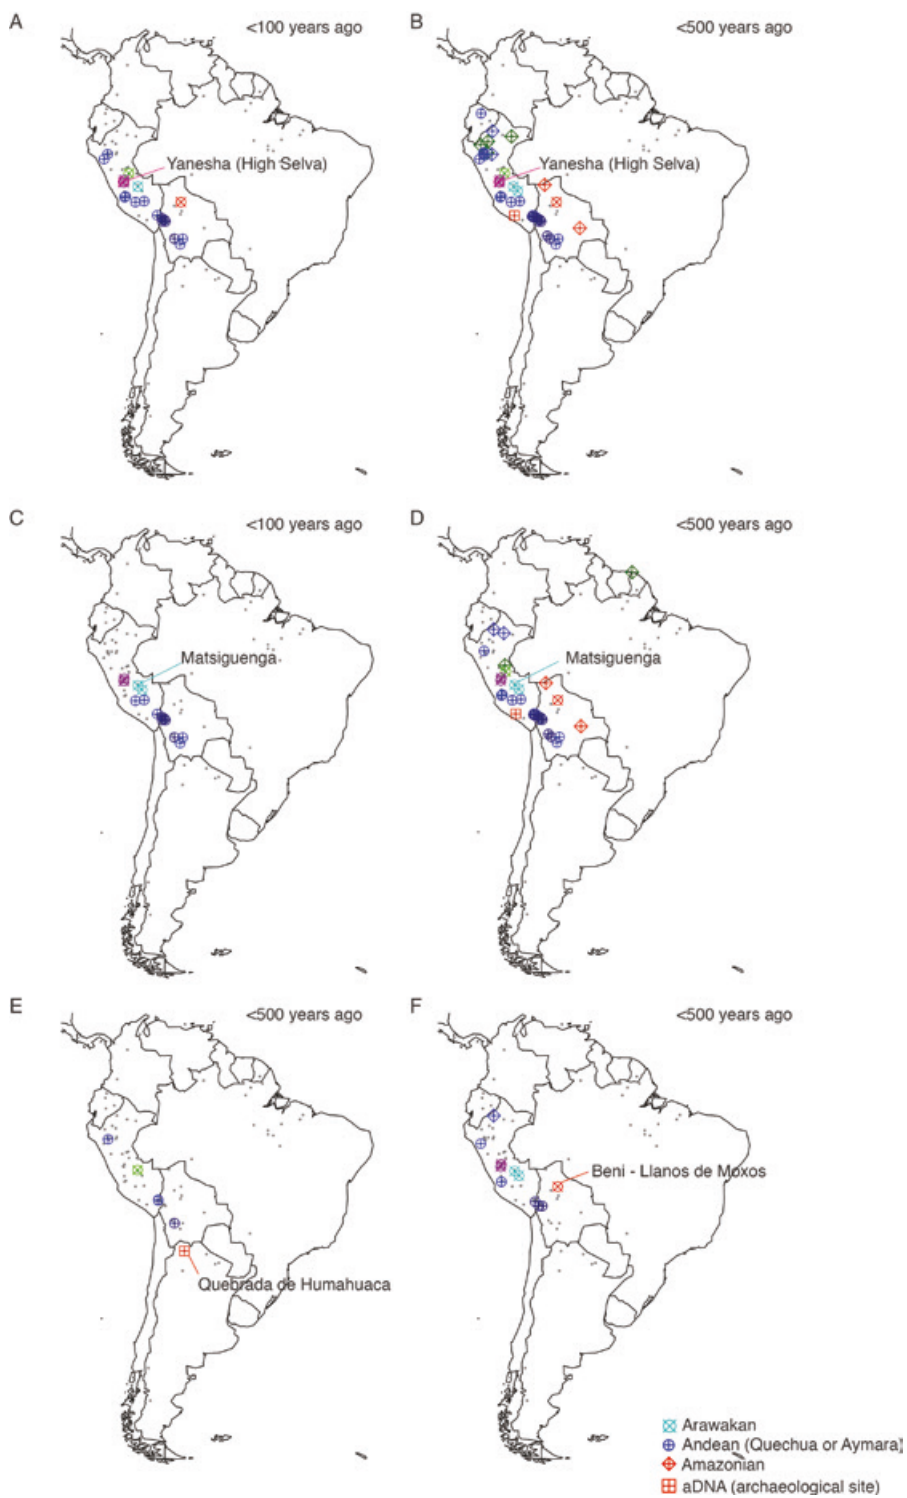 A
<100 years ago
B
<500 years ago
Yanesha (High Selva)
Yanesha (High Selva)
C
<100 years ago
D
<500 years ago
Matsiguenga
Matsiguenga
E
<500 years ago
F
<500 years ago
Beni - Llanos de Moxos
Quebrada de Humahuaca
Arawakan
Andean (Quechua or Aymara)
Amazonian
aDNA (archaeological site)